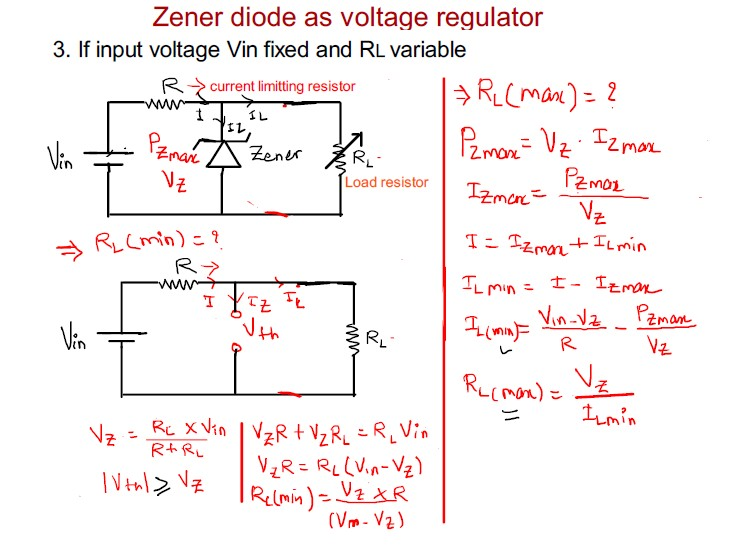 Zener diode as voltage regulator
3. If input voltage Vin fixed and RL variable
R → current limitting resistor
I IZ IL
Vin
PZmax
VZ
Zener
RL
Load resistor
⇒ RL(min) = ?
R →
I IZ IL
Vin
Vth
RL
VZ = RL x Vin / R + RL
|Vth| ≥ VZ
VZR + VZRL = RLVin
VZR = RL(Vin - VZ)
RL(min) = VZ x R / (Vin - VZ)
⇒ RL(max) = ?
PZmax = VZ . IZmax
IZmax = PZmax / VZ
I = IZmax + ILmin
ILmin = I - IZmax
IL(min) = Vin - VZ / R - PZmax / VZ
RL(max) = VZ / ILmin